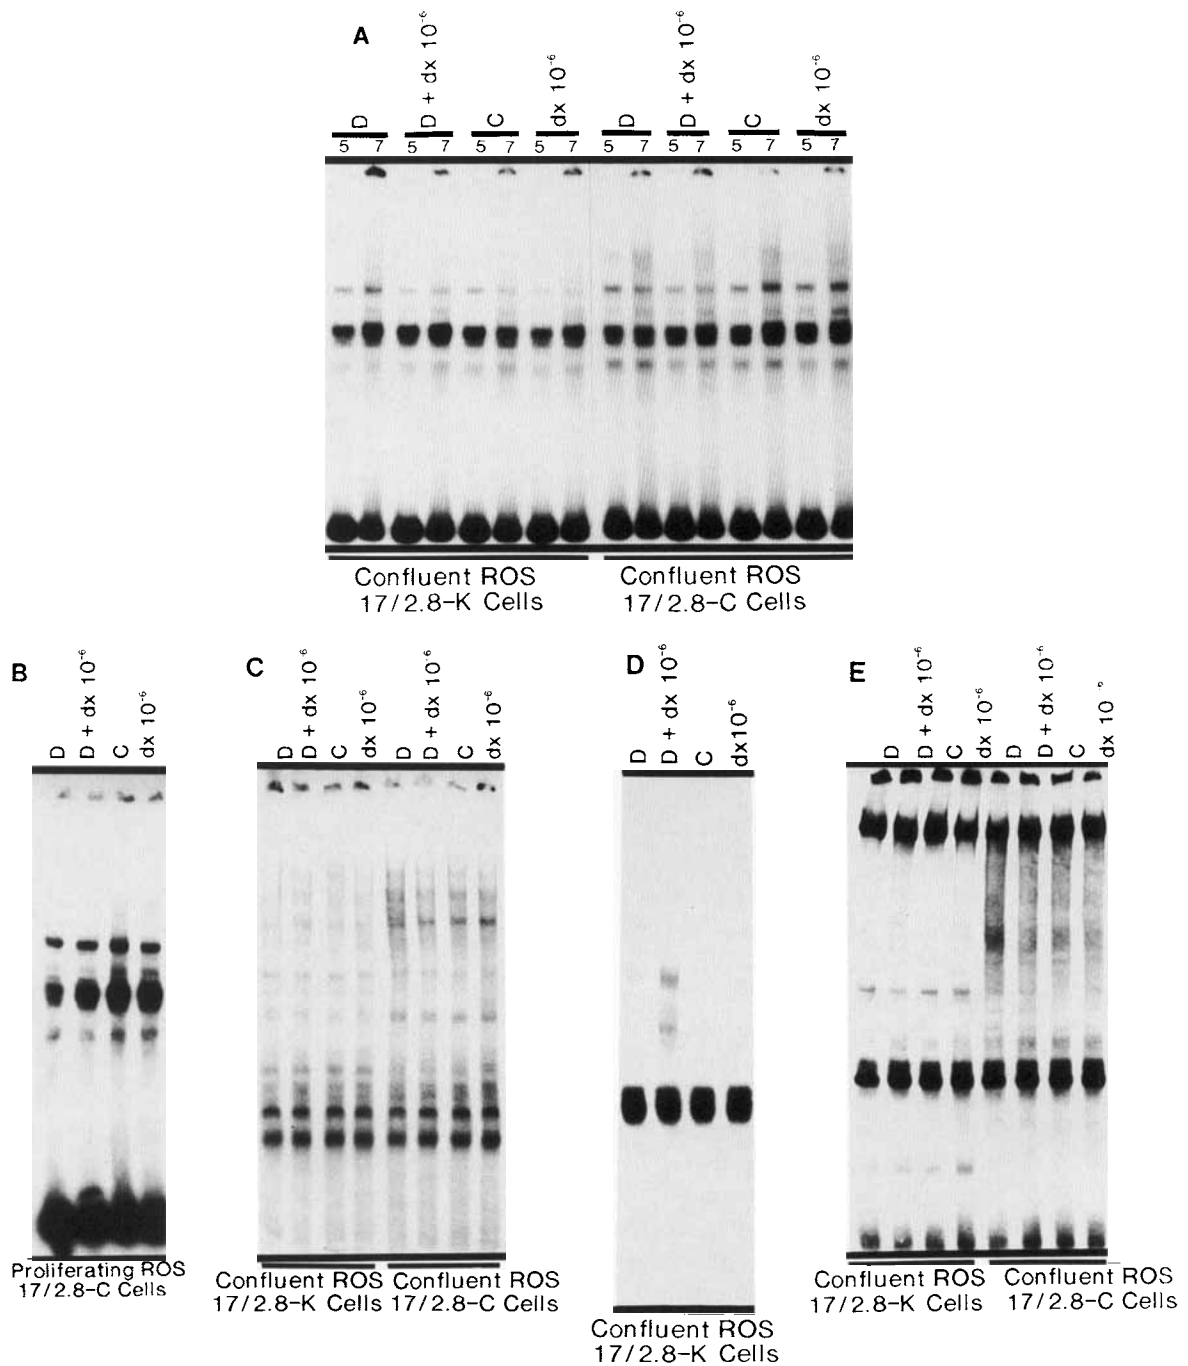 A
D
D + dx 10⁻⁶
C
dx 10⁻⁶
D
D + dx 10⁻⁶
C
dx 10⁻⁶
5 7 5 7 5 7 5 7 5 7 5 7 5 7 5 7
Confluent ROS
17/2.8-K Cells
Confluent ROS
17/2.8-C Cells
B
D
D + dx 10⁻⁶
C
dx 10⁻⁶
Proliferating ROS
17/2.8-C Cells
C
D
D + dx 10⁻⁶
C
dx 10⁻⁶
D
D + dx 10⁻⁶
C
dx 10⁻⁶
Confluent ROS
17/2.8-K Cells
Confluent ROS
17/2.8-C Cells
D
D
D + dx 10⁻⁶
C
dx10⁻⁶
Confluent ROS
17/2.8-K Cells
E
D
D + dx 10⁻⁶
C
dx 10⁻⁶
D
D + dx 10⁻⁶
C
dx 10⁻⁶
Confluent ROS
17/2.8-K Cells
Confluent ROS
17/2.8-C Cells